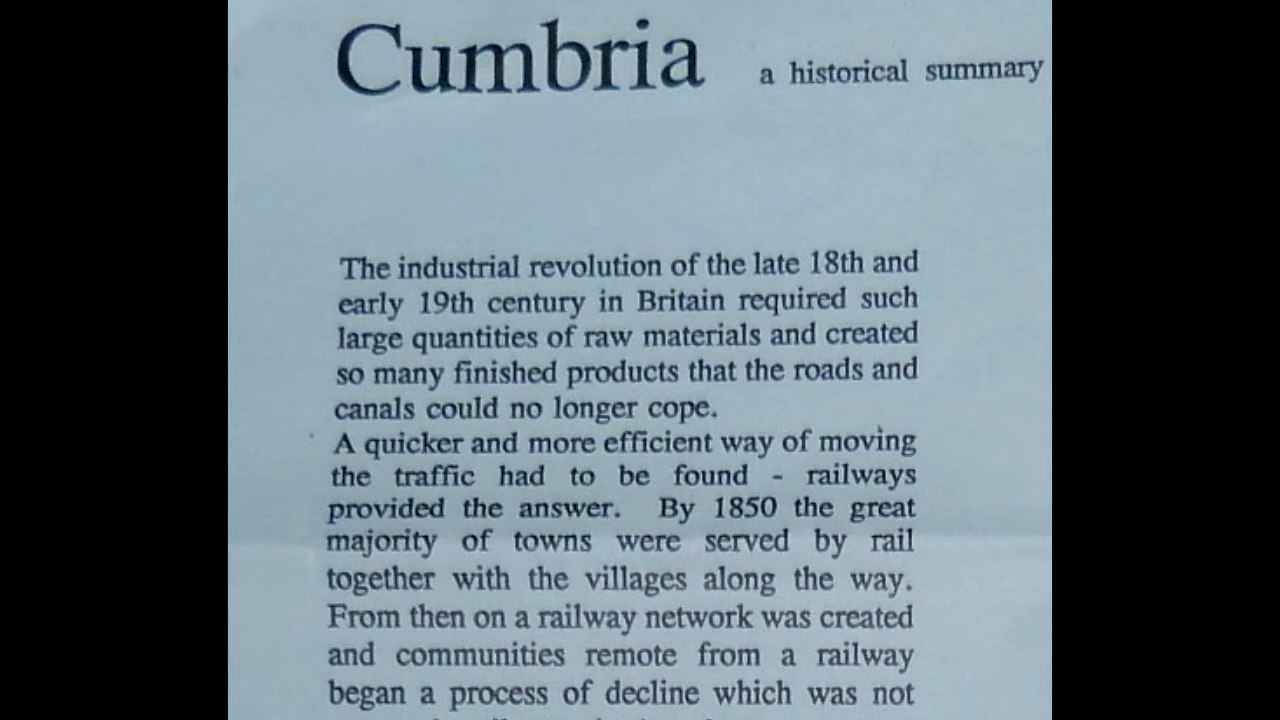 Cumbria a historical summary
The industrial revolution of the late 18th and
early 19th century in Britain required such
large quantities of raw materials and created
so many finished products that the roads and
canals could no longer cope.
A quicker and more efficient way of moving
the traffic had to be found - railways
provided the answer. By 1850 the great
majority of towns were served by rail
together with the villages along the way.
From then on a railway network was created
and communities remote from a railway
began a process of decline which was not